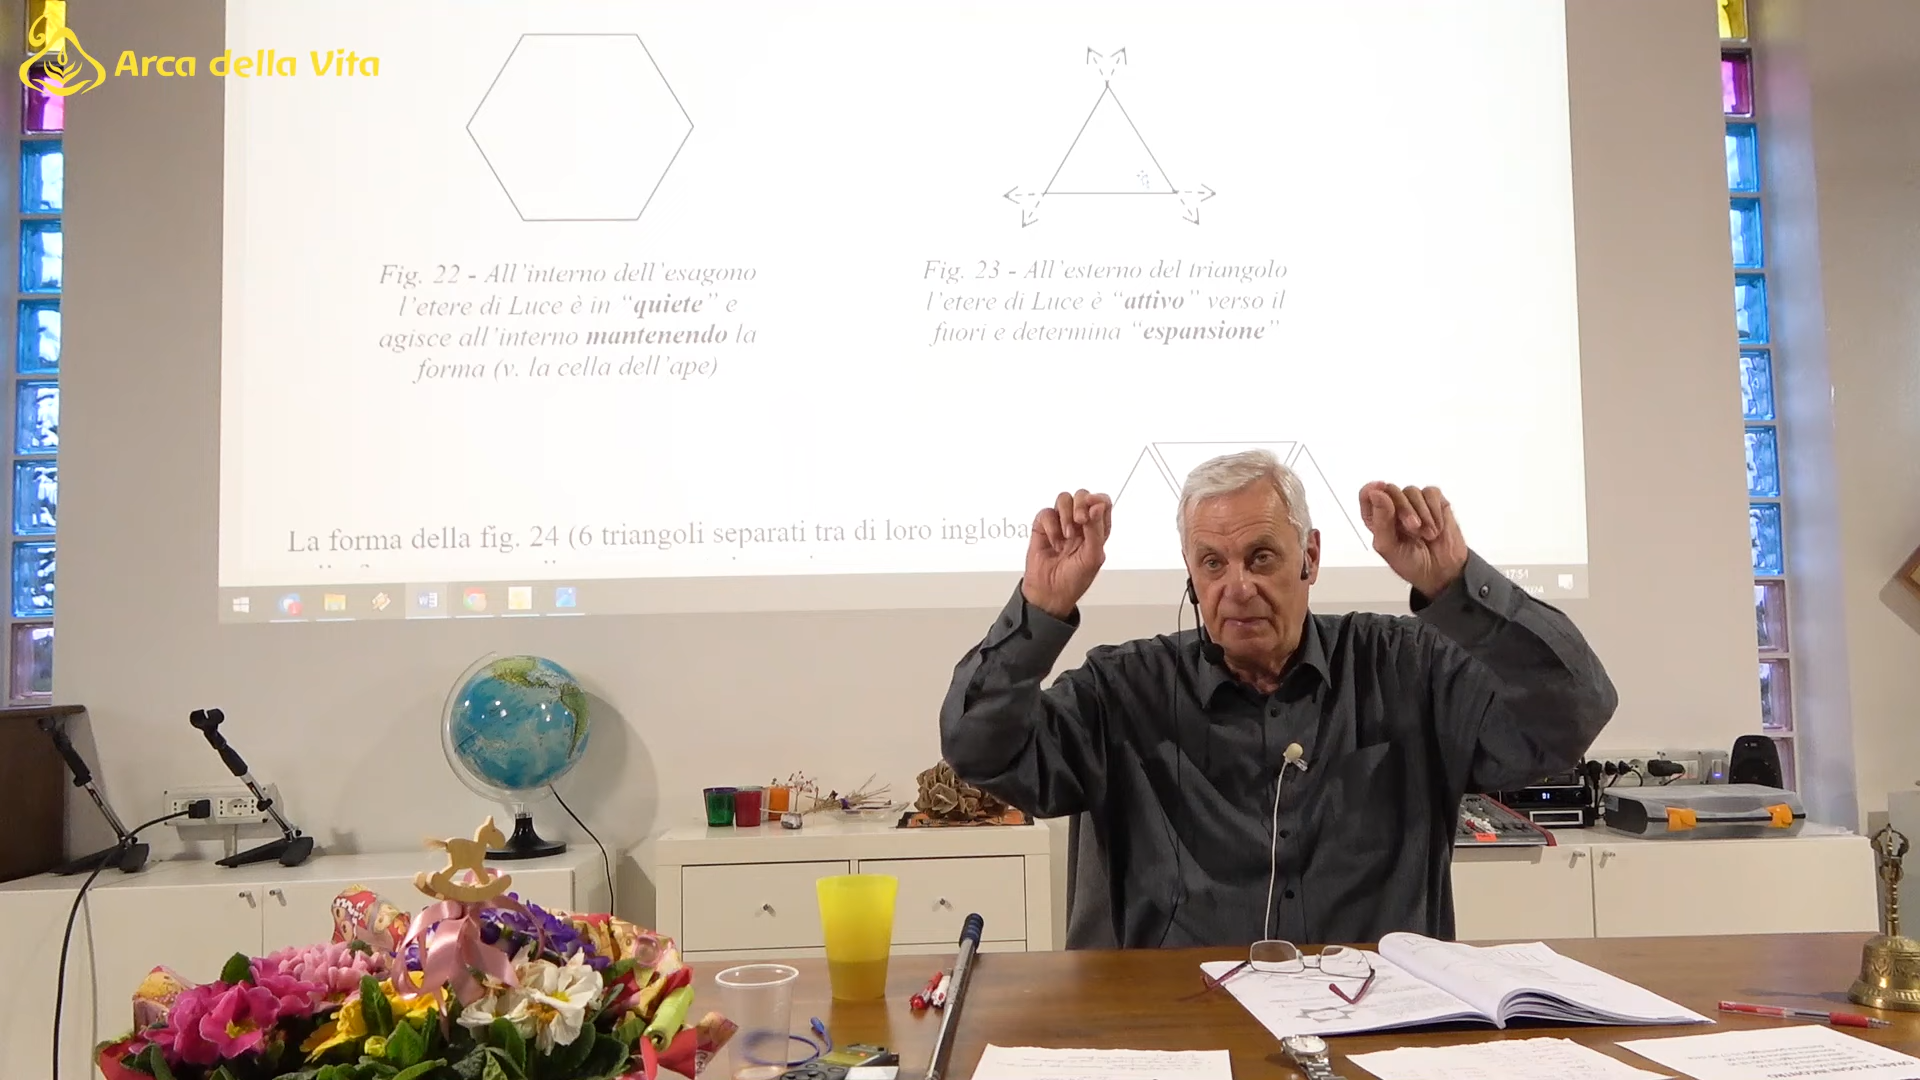 Arca della Vita
Fig. 22 - All'interno dell'esagono
l'etere di Luce è in "quiete" e
agisce all'interno mantenendo la
forma (v. la cella dell'ape)
Fig. 23 - All'esterno del triangolo
l'etere di Luce è "attivo" verso il
fuori e determina "espansione"
La forma della fig. 24 (6 triangoli separati tra di loro ingloba
17:54